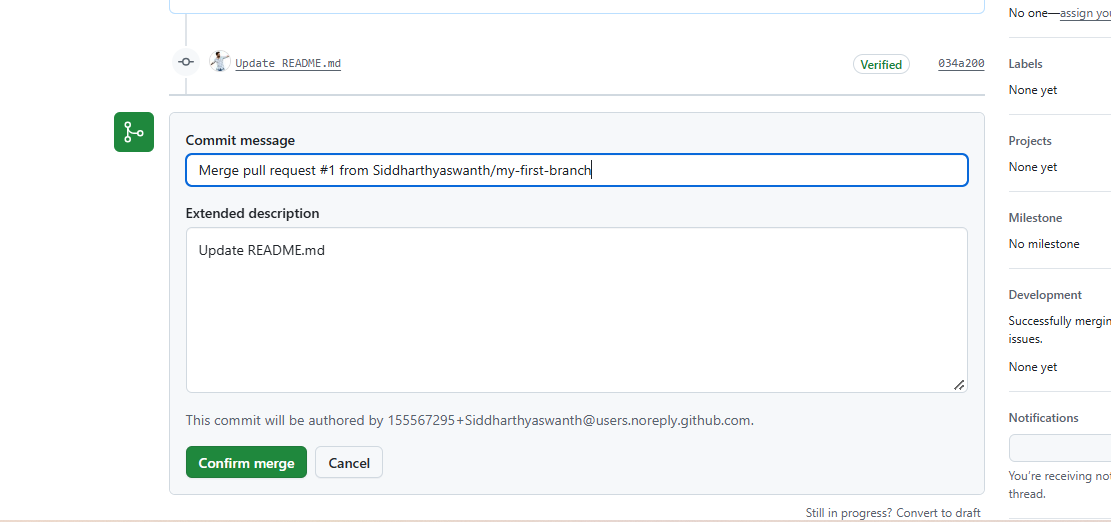 No one—assign you
Update README.md
Verified
034a200
Labels
None yet
Commit message
Merge pull request #1 from Siddharthyaswanth/my-first-branch
Projects
None yet
Extended description
Update README.md
Milestone
No milestone
Development
Successfully mergin
issues.
None yet
This commit will be authored by 155567295+Siddharthyaswanth@users.noreply.github.com.
Notifications
Confirm merge
Cancel
You're receiving not
thread.
Still in progress? Convert to draft